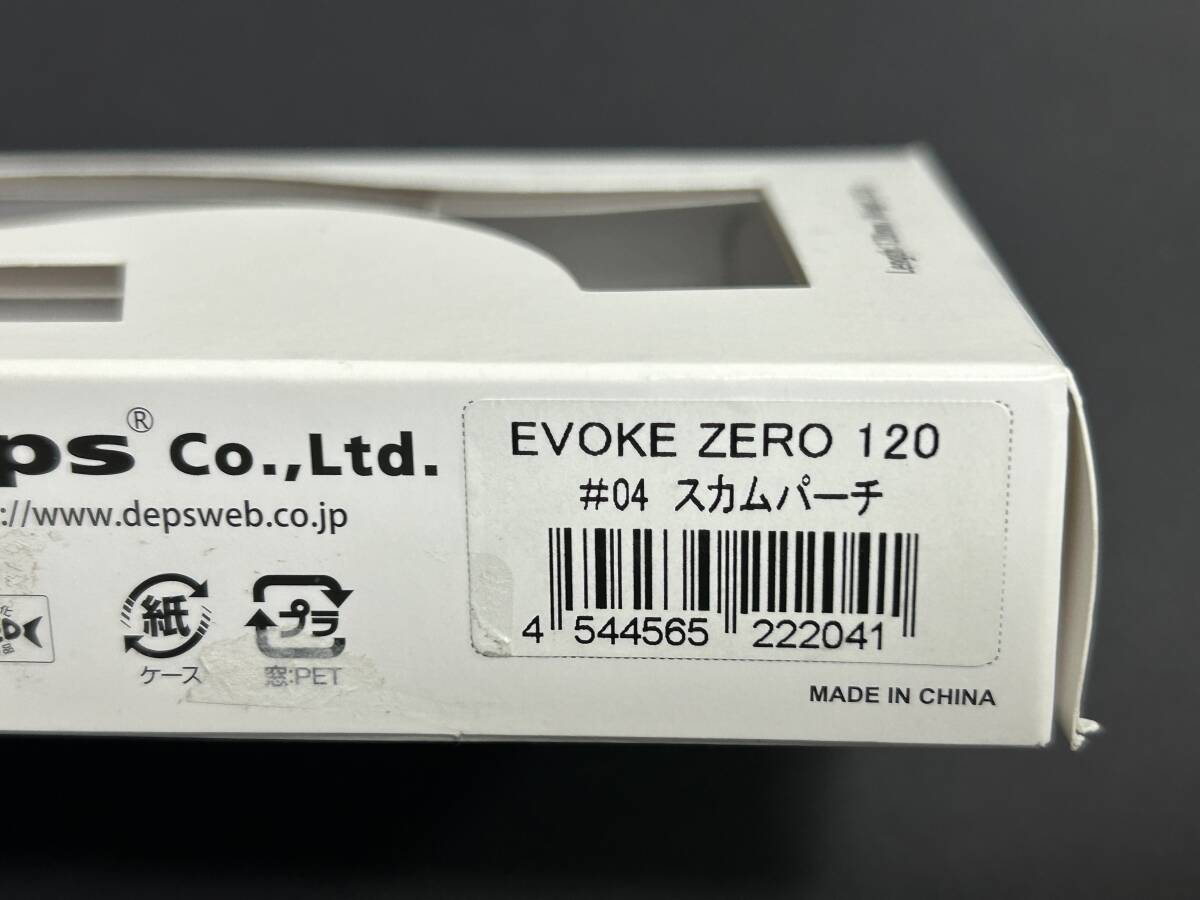 ps® Co.,Ltd.
://www.depsweb.co.jp
紙
ケース
プラ
窓:PET
EVOKE ZERO 120
#04 スカムパーチ
4 544565 222041
MADE IN CHINA